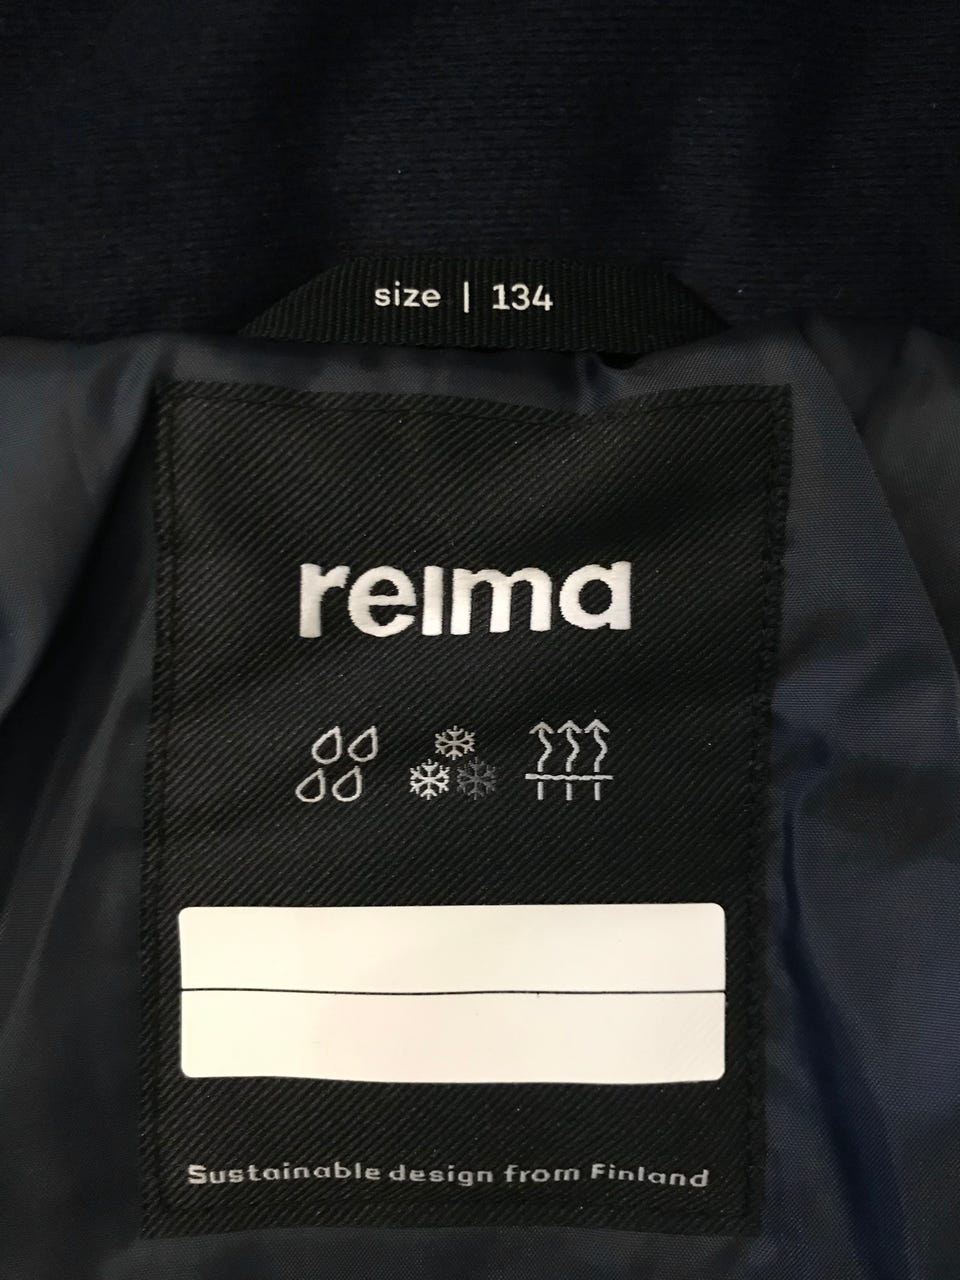 size | 134
reima
Sustainable design from Finland